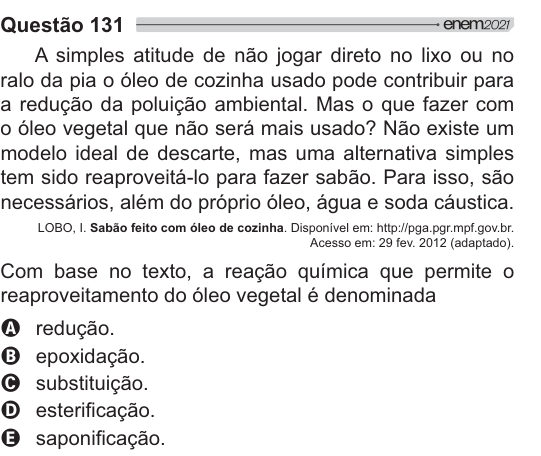 Questão 131 enem2021
A simples atitude de não jogar direto no lixo ou no
ralo da pia o óleo de cozinha usado pode contribuir para
a redução da poluição ambiental. Mas o que fazer com
o óleo vegetal que não será mais usado? Não existe um
modelo ideal de descarte, mas uma alternativa simples
tem sido reaproveitá-lo para fazer sabão. Para isso, são
necessários, além do próprio óleo, água e soda cáustica.
LOBO, I. Sabão feito com óleo de cozinha. Disponível em: http://pga.pgr.mpf.gov.br.
Acesso em: 29 fev. 2012 (adaptado).
Com base no texto, a reação química que permite o
reaproveitamento do óleo vegetal é denominada
A redução.
B epoxidação.
C substituição.
D esterificação.
E saponificação.